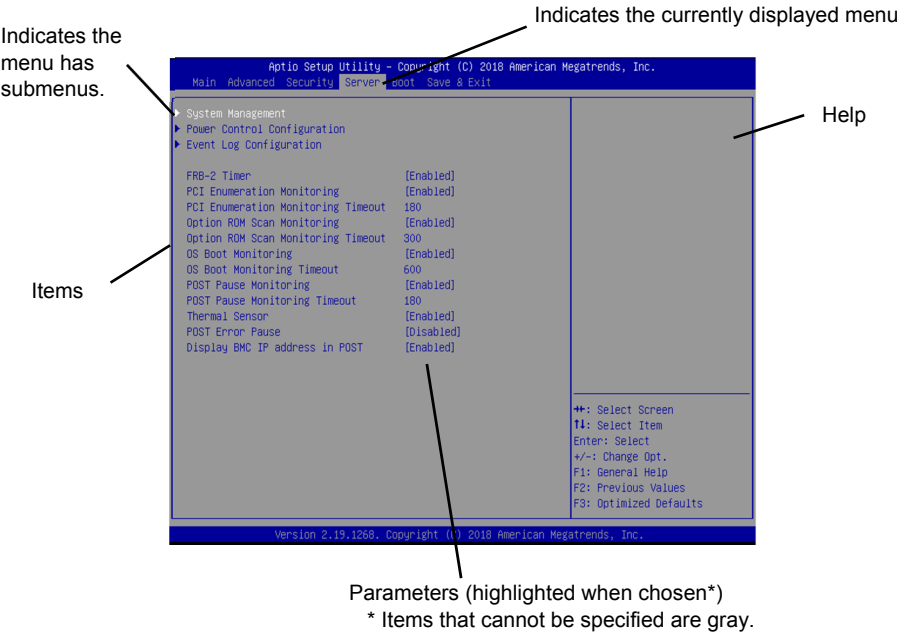 Indicates the currently displayed menu
Indicates the
menu has
submenus.
Aptio Setup Utility - Copyright (C) 2018 American Megatrends, Inc.
Main Advanced Security Server Boot Save & Exit
Help
System Management
Power Control Configuration
Event Log Configuration
FRB-2 Timer [Enabled]
PCI Enumeration Monitoring [Enabled]
PCI Enumeration Monitoring Timeout 180
Option ROM Scan Monitoring [Enabled]
Option ROM Scan Monitoring Timeout 300
OS Boot Monitoring [Enabled]
OS Boot Monitoring Timeout 600
POST Pause Monitoring [Enabled]
POST Pause Monitoring Timeout 180
Thermal Sensor [Enabled]
POST Error Pause [Disabled]
Display BMC IP address in POST [Enabled]
Items
→←: Select Screen
↑↓: Select Item
Enter: Select
+/-: Change Opt.
F1: General Help
F2: Previous Values
F3: Optimized Defaults
Version 2.19.1268. Copyright (C) 2018 American Megatrends, Inc.
Parameters (highlighted when chosen*)
* Items that cannot be specified are gray.